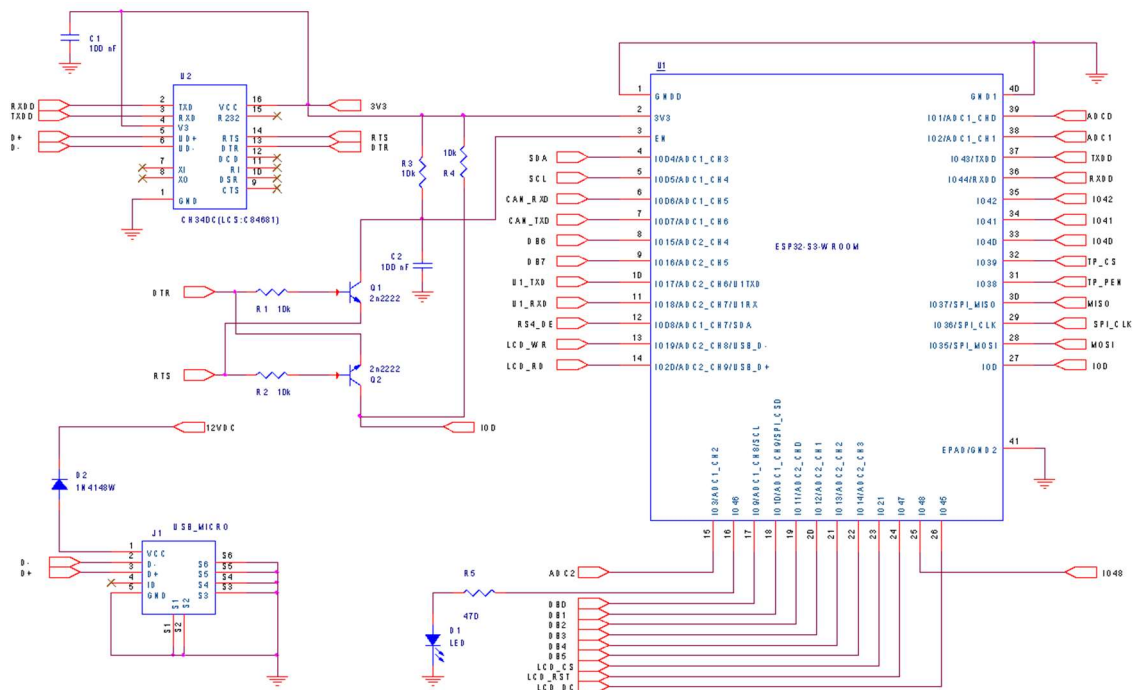 C1
100 nF
U2
RXD0
TXD0
D+
D-
2
3
4
5
6
7
8
1
TXD
RXD
V3
UD+
UD-
XI
XO
GND
VCC
R232
RTS
DTR
DCD
RI
DSR
CTS
16
15
14
13
12
11
10
9
3V3
RTS
DTR
CH340C(LCS:C84681)
R3
10k
10k
R4
C2
100 nF
DTR
R1 10k
Q1
2n2222
RTS
R2 10k
2n2222
Q2
IO0
12VDC
D2
1N4148W
USB_MICRO
J1
D-
D+
1
2
3
4
5
VCC
D-
D+
ID
GND
S6
S5
S4
S3
S6
S5
S4
S3
S1
S2
S1
S2
U1
ESP32-S3-WROOM
1 GND0
2 3V3
3 EN
SDA 4 IO04/ADC1_CH3
SCL 5 IO05/ADC1_CH4
CAN_RXD 6 IO06/ADC1_CH5
CAN_TXD 7 IO07/ADC1_CH6
DB6 8 IO15/ADC2_CH4
DB7 9 IO16/ADC2_CH5
U1_TXD 10 IO17/ADC2_CH6/U1TXD
U1_RXD 11 IO18/ADC2_CH7/U1RX
RS4_DE 12 IO08/ADC1_CH7/SDA
LCD_WR 13 IO19/ADC2_CH8/USB_D-
LCD_RD 14 IO20/ADC2_CH9/USB_D+
GND1 40
IO1/ADC1_CH0 39 ADC0
IO2/ADC1_CH1 38 ADC1
IO43/TXD0 37 TXD0
IO44/RXD0 36 RXD0
IO42 35 IO42
IO41 34 IO41
IO40 33 IO40
IO39 32 TP_CS
IO38 31 TP_PEN
IO37/SPI_MISO 30 MISO
IO36/SPI_CLK 29 SPI_CLK
IO35/SPI_MOSI 28 MOSI
IO0 27 IO0
EPAD/GND2 41
IO3/ADC1_CH2
IO46
IO9/ADC1_CH8/SCL
IO10/ADC1_CH9/SPI_CS0
IO11/ADC2_CH0
IO12/ADC2_CH1
IO13/ADC2_CH2
IO14/ADC2_CH3
IO21
IO47
IO48
IO45
15
16
17
18
19
20
21
22
23
24
25
26
ADC2
IO48
R5
470
D1
LED
DB0
DB1
DB2
DB3
DB4
DB5
LCD_CS
LCD_RST
LCD_DC